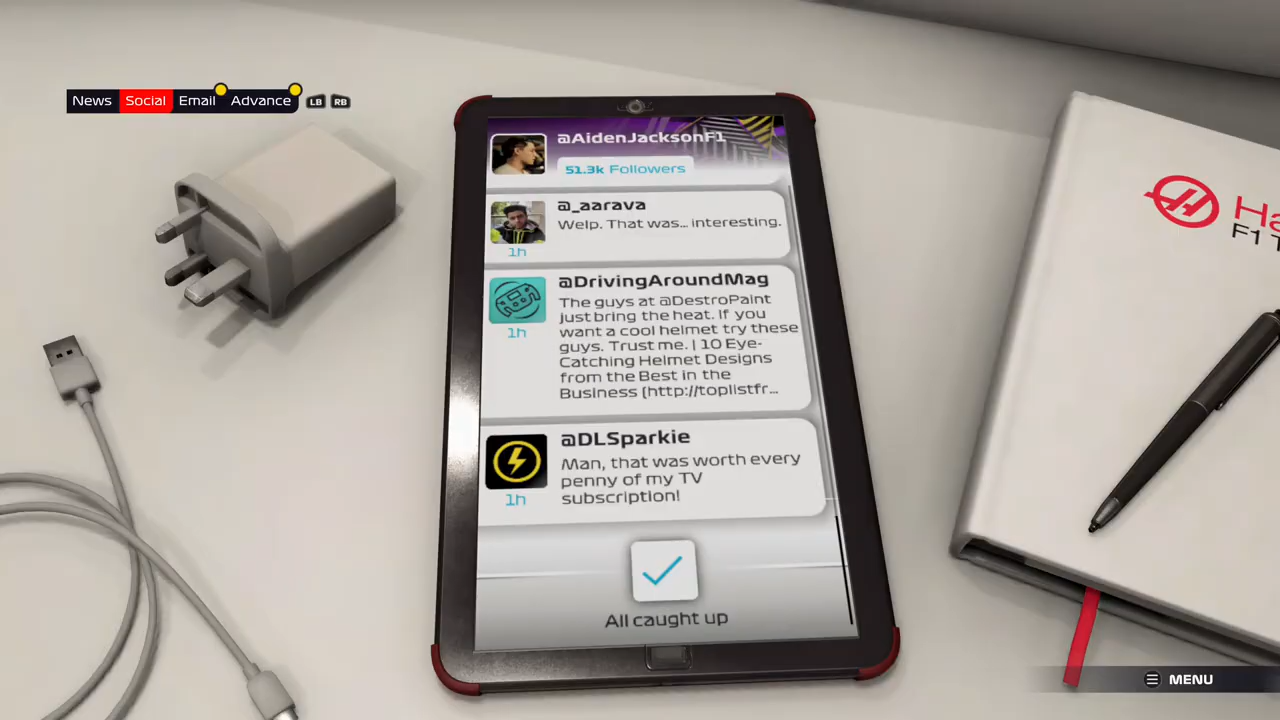 News Social Email Advance LB RB
@AidenJacksonF1
51.3k Followers
@_aarava
Welp. That was... interesting.
1h
@DrivingAroundMag
The guys at @DestroPaint
just bring the heat. If you
want a cool helmet try these
guys. Trust me. | 10 Eye-
Catching Helmet Designs
from the Best in the
Business (http://toplistfr...
1h
@DLSparkie
Man, that was worth every
penny of my TV
subscription!
1h
All caught up
Ha
F1 T
MENU